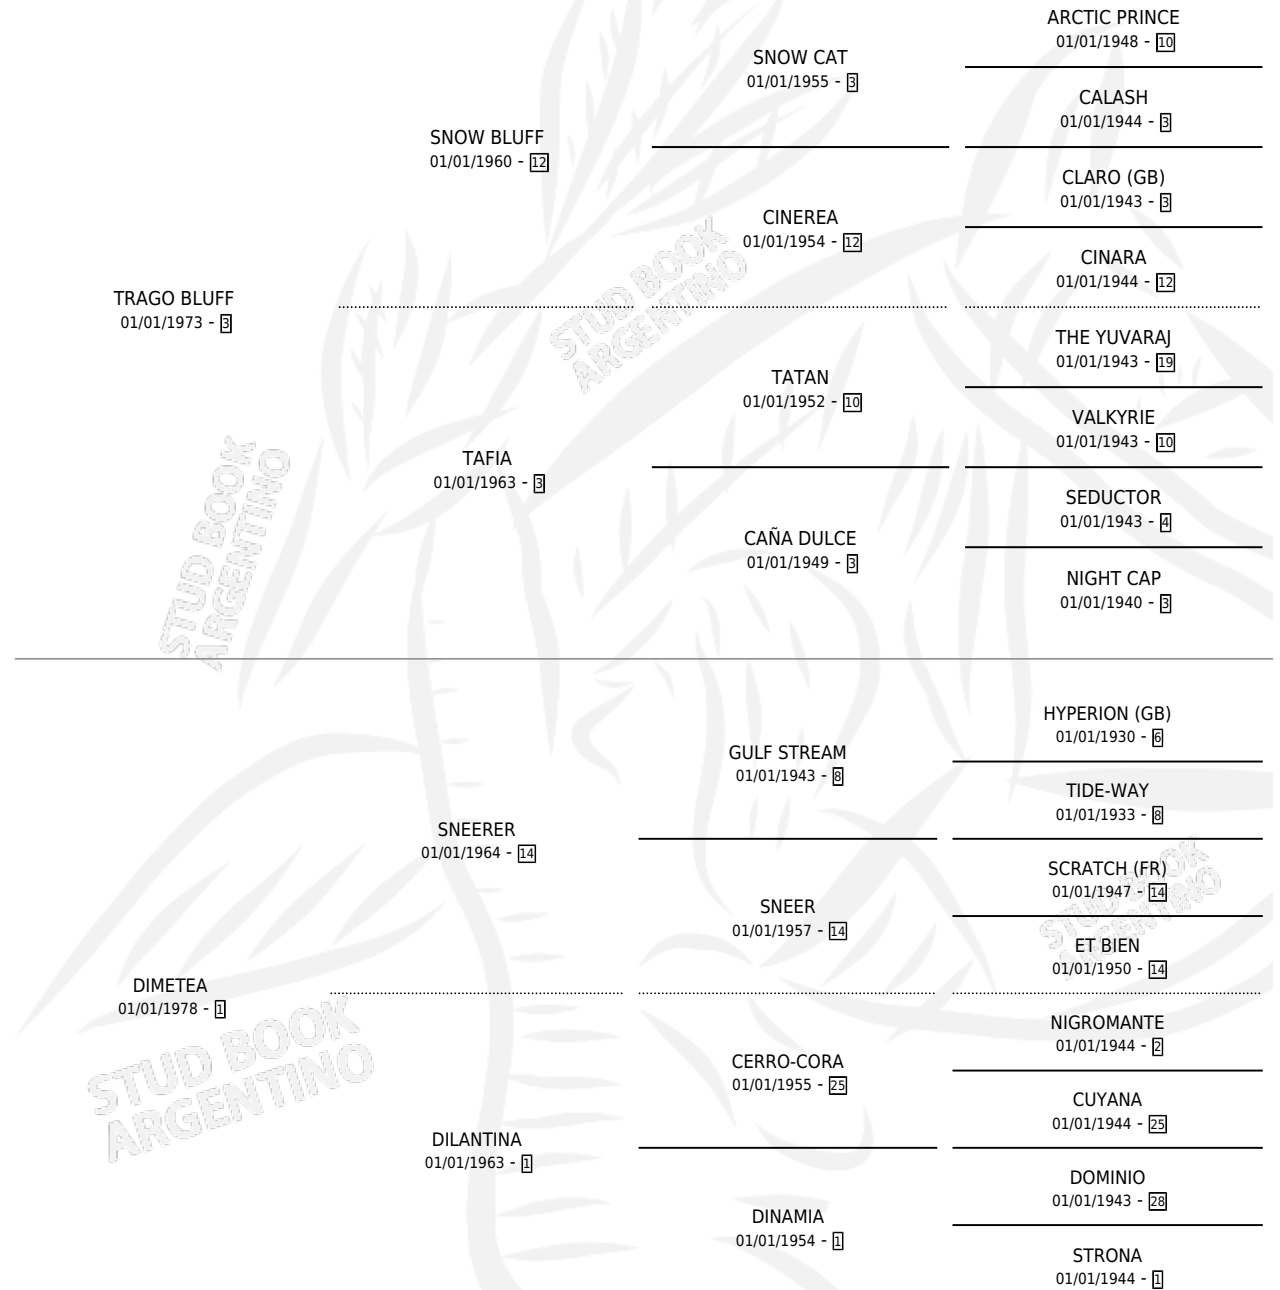 ARCTIC PRINCE
01/01/1948 - 10
SNOW CAT
01/01/1955 - 3
CALASH
01/01/1944 - 3
SNOW BLUFF
01/01/1960 - 12
CLARO (GB)
01/01/1943 - 3
CINEREA
01/01/1954 - 12
CINARA
01/01/1944 - 12
TRAGO BLUFF
01/01/1973 - 3
THE YUVARAJ
01/01/1943 - 19
TATAN
01/01/1952 - 10
VALKYRIE
01/01/1943 - 10
TAFIA
01/01/1963 - 3
SEDUCTOR
01/01/1943 - 4
CAÑA DULCE
01/01/1949 - 3
NIGHT CAP
01/01/1940 - 3
STUD BOOK
ARGENTINO
STUD BOOK
ARGENTINO
HYPERION (GB)
01/01/1930 - 6
GULF STREAM
01/01/1943 - 8
TIDE-WAY
01/01/1933 - 8
SNEERER
01/01/1964 - 14
SCRATCH (FR)
01/01/1947 - 14
SNEER
01/01/1957 - 14
ET BIEN
01/01/1950 - 14
STUD BOOK
ARGENTINO
DIMETEA
01/01/1978 - 1
NIGROMANTE
01/01/1944 - 2
CERRO-CORA
01/01/1955 - 25
CUYANA
01/01/1944 - 25
DILANTINA
01/01/1963 - 1
DOMINIO
01/01/1943 - 28
DINAMIA
01/01/1954 - 1
STRONA
01/01/1944 - 1
STUD BOOK
ARGENTINO